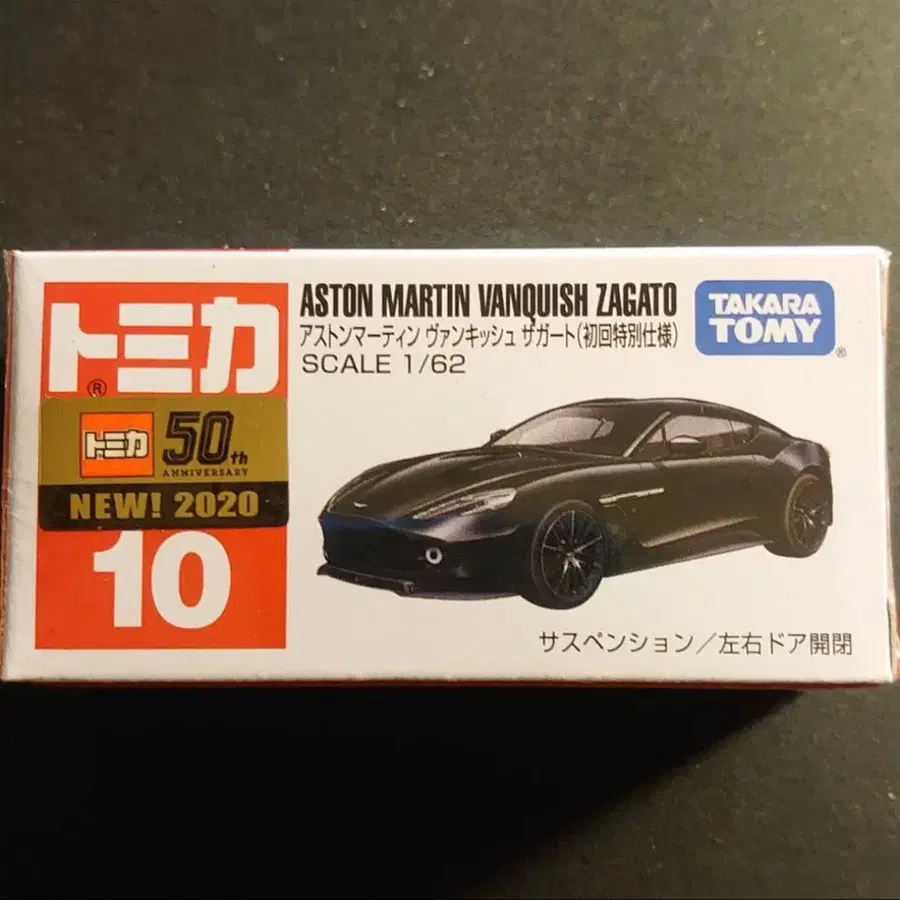 トミカ
®
トミカ 50th
ANNIVERSARY
NEW! 2020
10
ASTON MARTIN VANQUISH ZAGATO
アストンマーティン ヴァンキッシュ ザガート(初回特別仕様)
SCALE 1/62
TAKARA
TOMY
®
サスペンション/左右ドア開閉